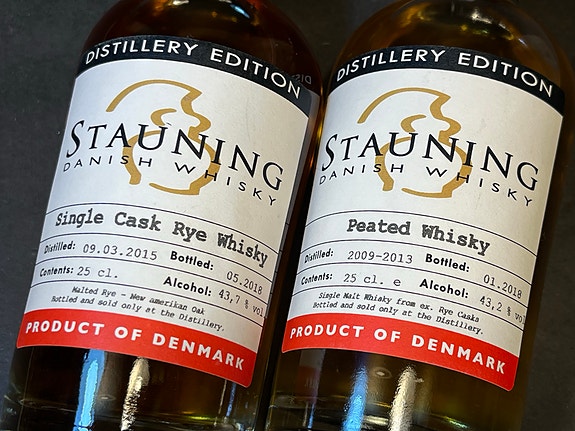 DISTILLERY EDITION
STAUNING
DANISH WHISKY
Single Cask Rye Whisky
Distilled: 09.03.2015 Bottled: 05.2018
Contents: 25 cl. Alcohol: 43,7 % vol
Malted Rye - New amerikan Oak
Bottled and sold only at the Distillery.
PRODUCT OF DENMARK
DISTILLERY EDITION
STAUNING
DANISH WHISKY
Peated Whisky
Distilled: 2009-2013 Bottled: 01.2018
Contents: 25 cl. e Alcohol: 43,2 % vol
Single Malt Whisky from ex. Rye Casks
Bottled and sold only at the Distillery.
PRODUCT OF DENMARK